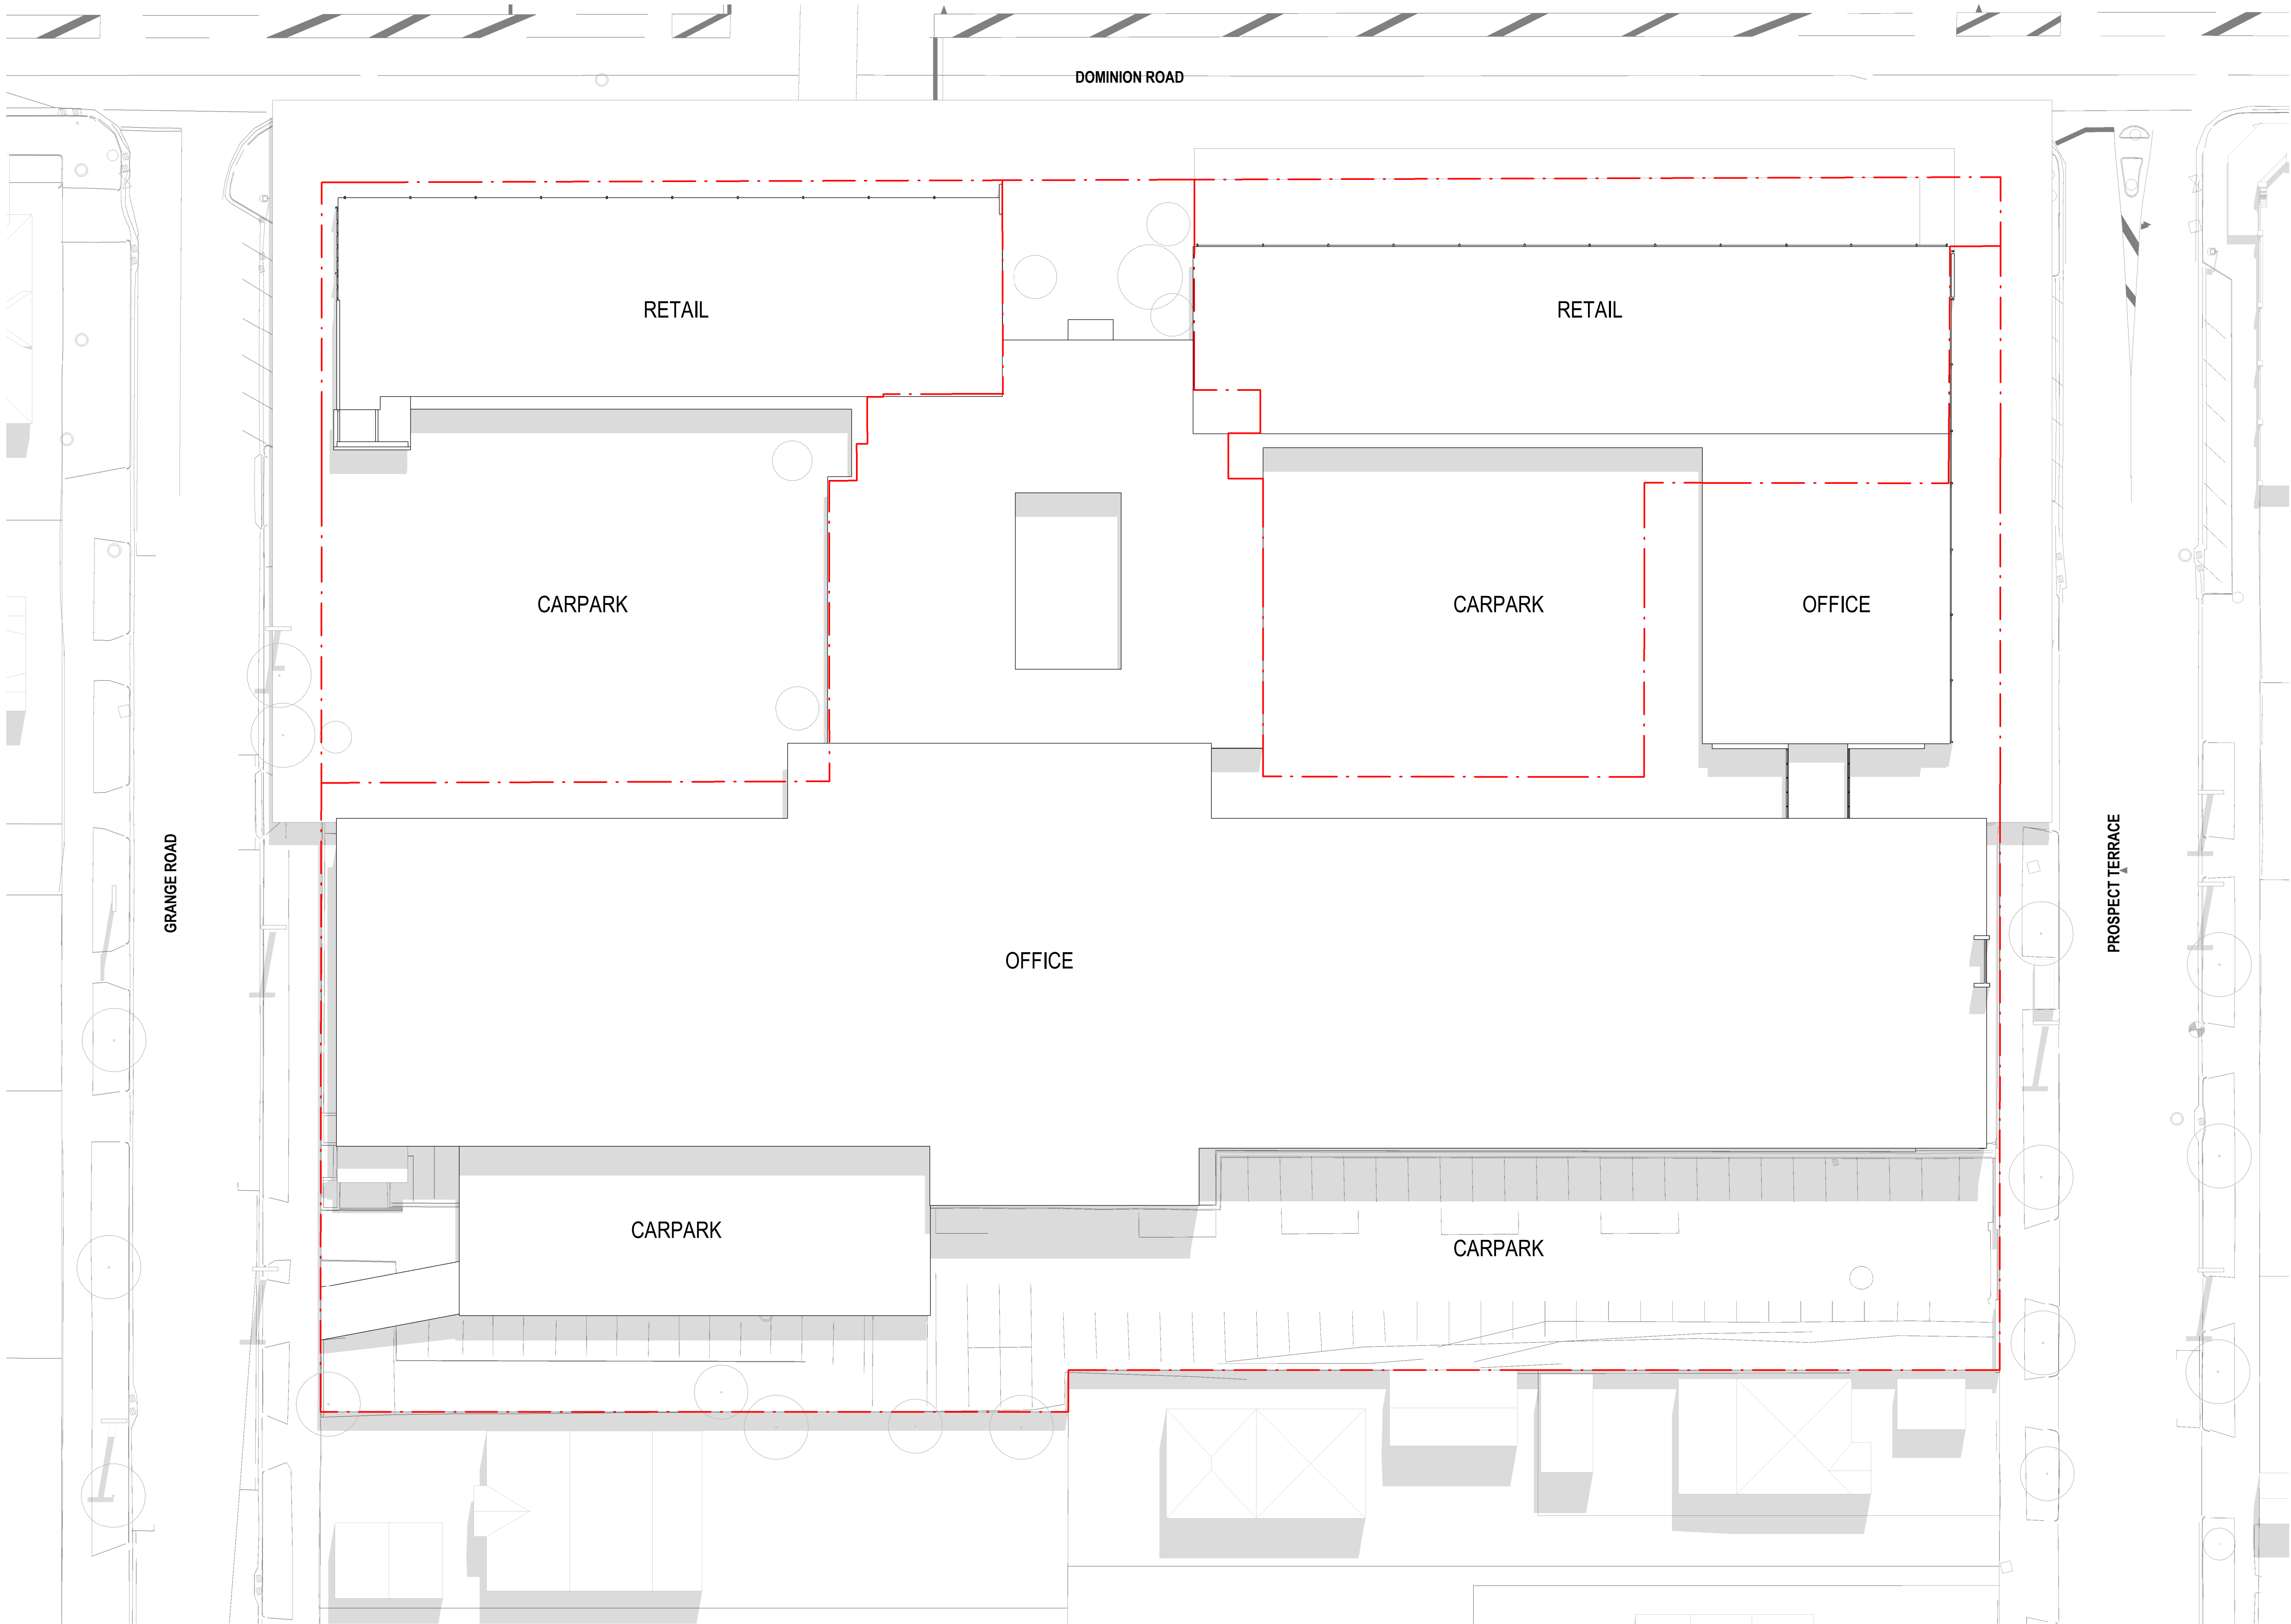 DOMINION ROAD
RETAIL
RETAIL
CARPARK
CARPARK
OFFICE
GRANGE ROAD
PROSPECT TERRACE
OFFICE
CARPARK
CARPARK